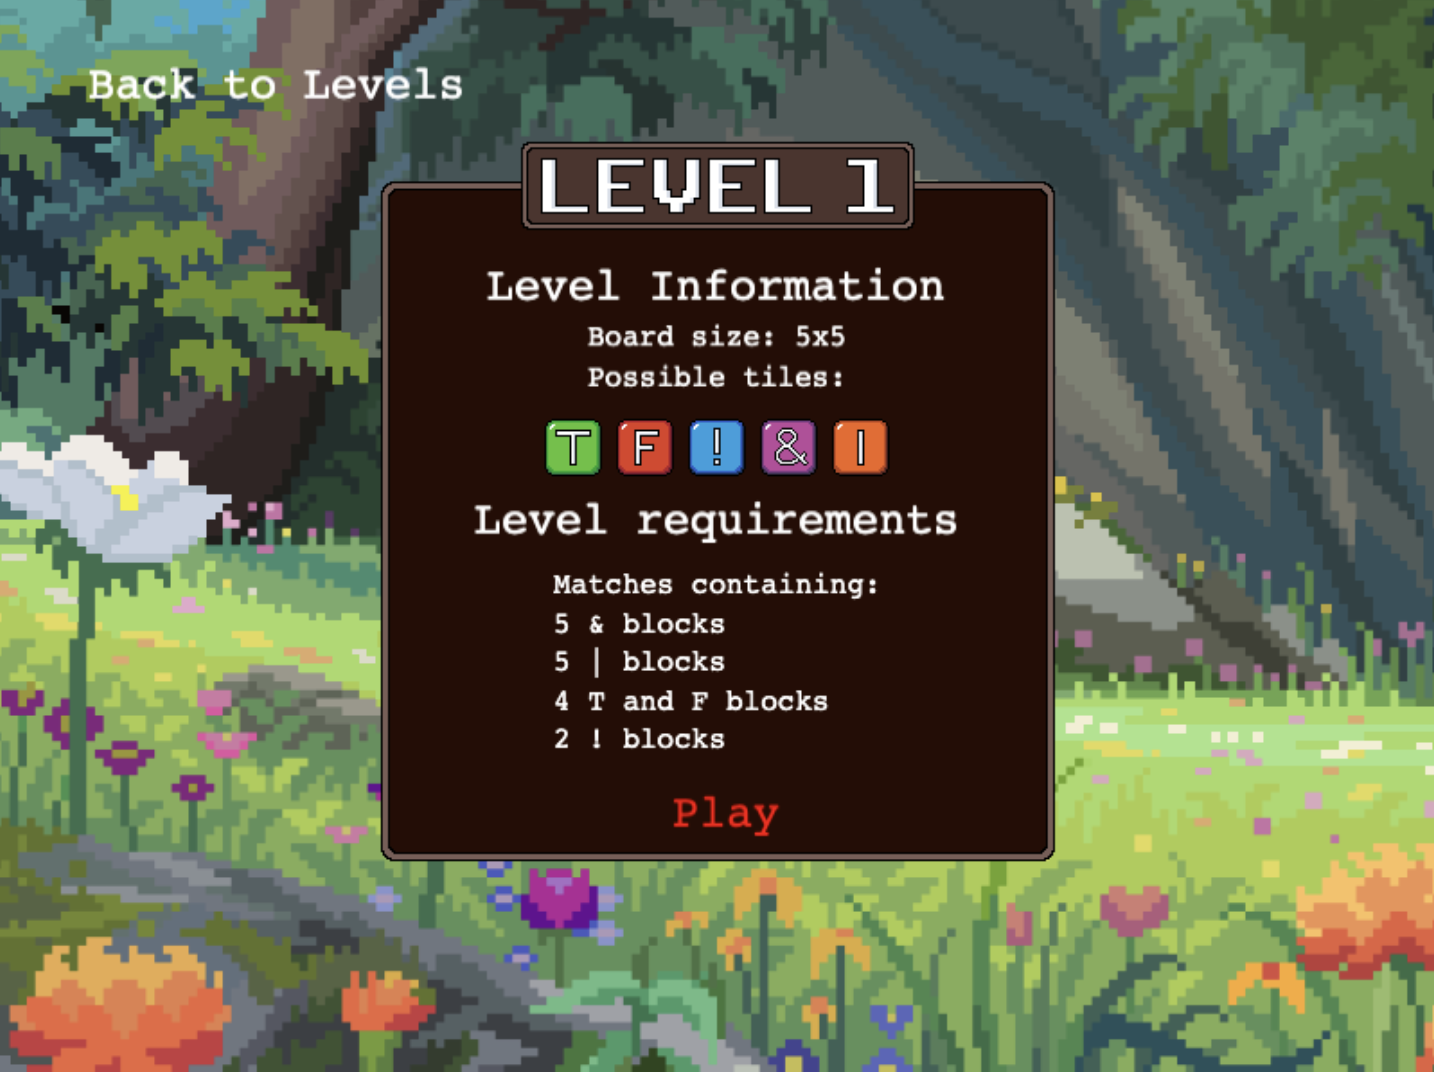 Back to Levels
LEVEL 1
Level Information
Board size: 5x5
Possible tiles:
T F ! & |
Level requirements
Matches containing:
5 & blocks
5 | blocks
4 T and F blocks
2 ! blocks
Play